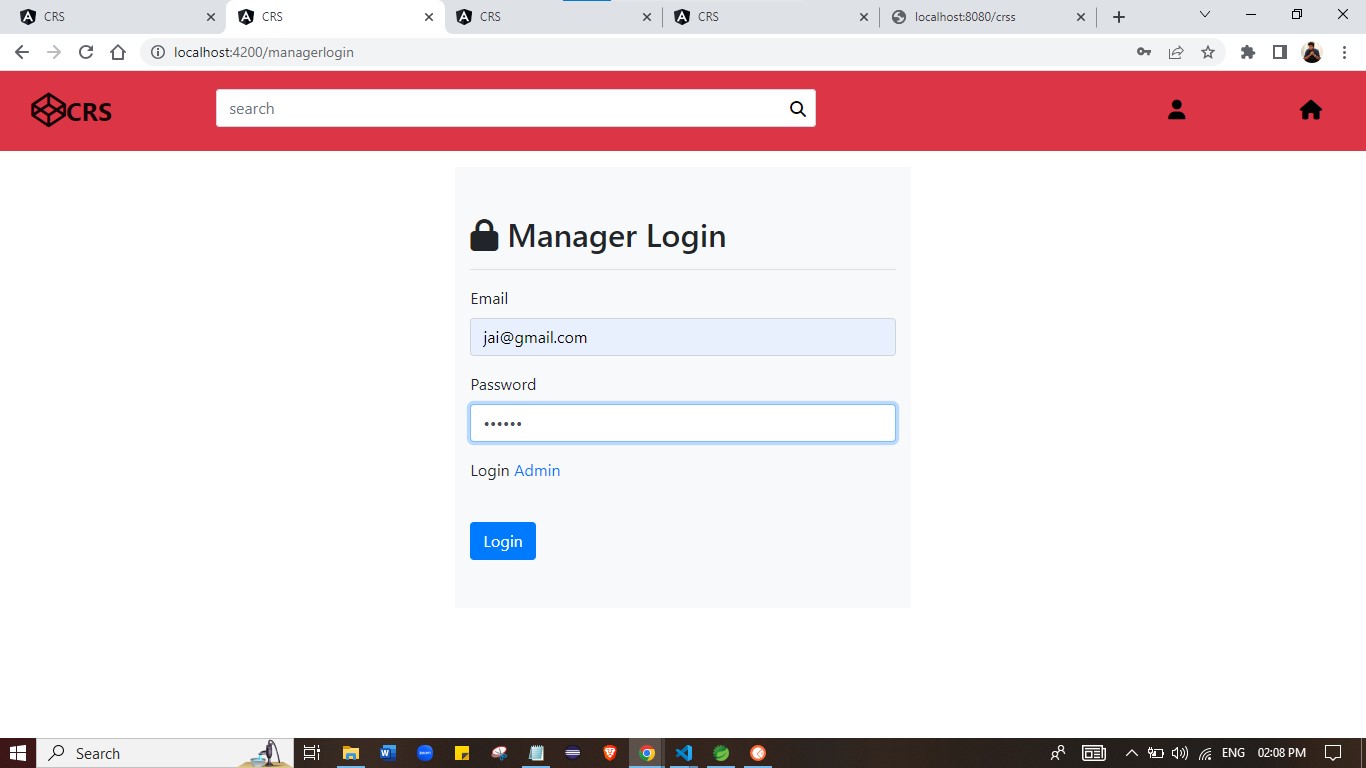 CRS
CRS
CRS
CRS
localhost:8080/crss
localhost:4200/managerlogin
CRS
search
Manager Login
Email
jai@gmail.com
Password
••••••
Login Admin
Login
Search
ENG
02:08 PM